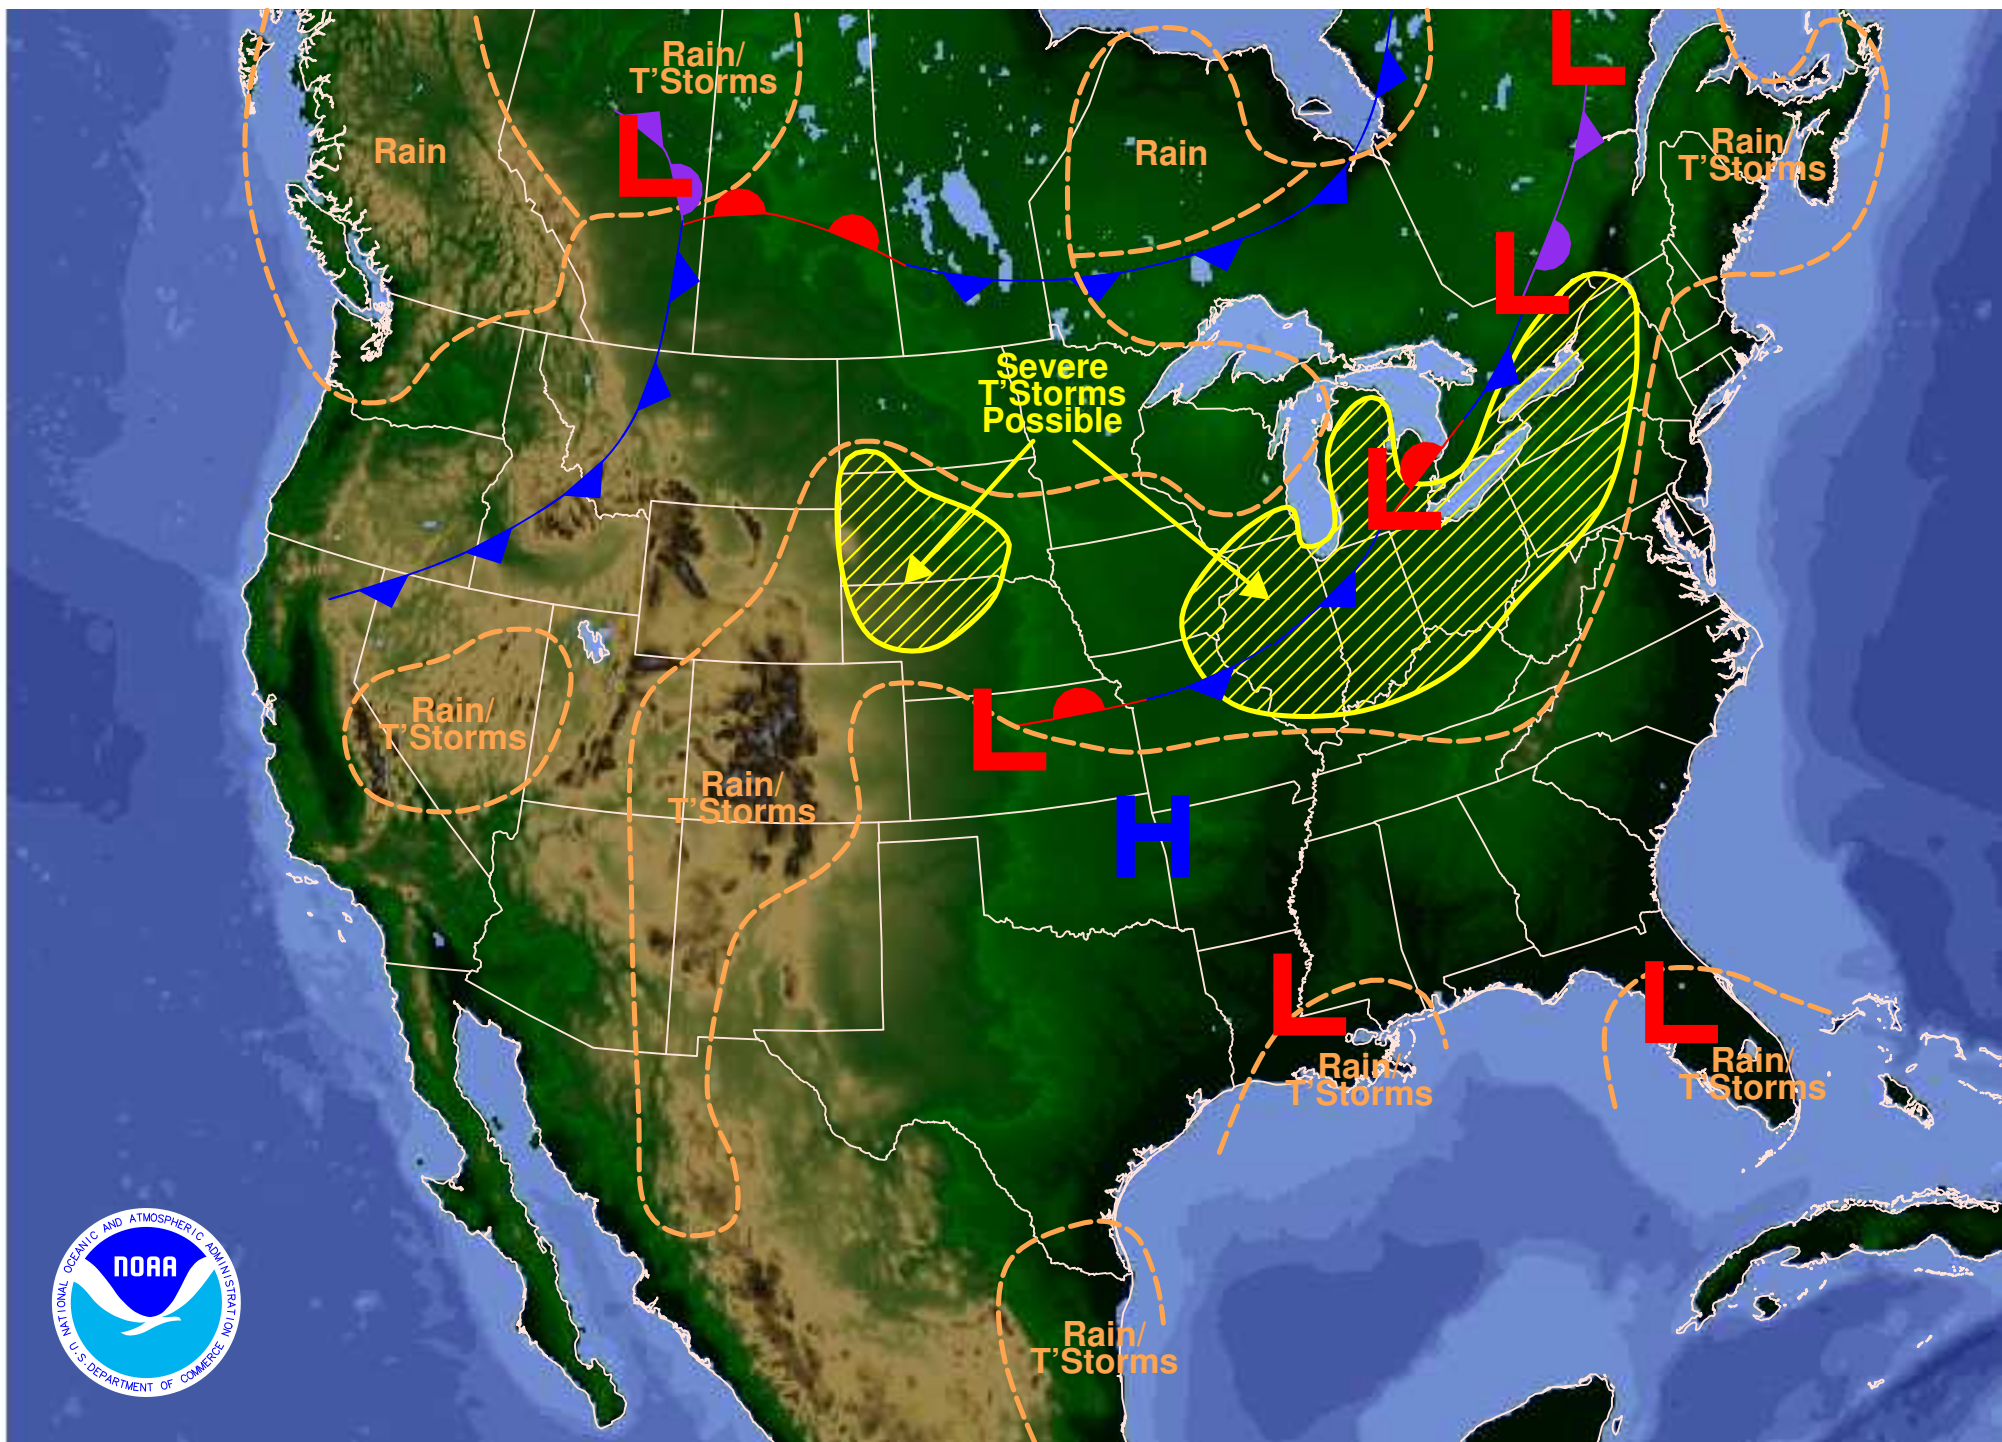 Rain/
T'Storms
Rain
Rain
Rain/
T'Storms
Severe
T'Storms
Possible
Rain/
T'Storms
Rain/
T'Storms
Rain/
T'Storms
Rain/
T'Storms
Rain/
T'Storms
L
L
L
L
L
H
L
L
NATIONAL OCEANIC AND ATMOSPHERIC ADMINISTRATION
NOAA
U.S. DEPARTMENT OF COMMERCE